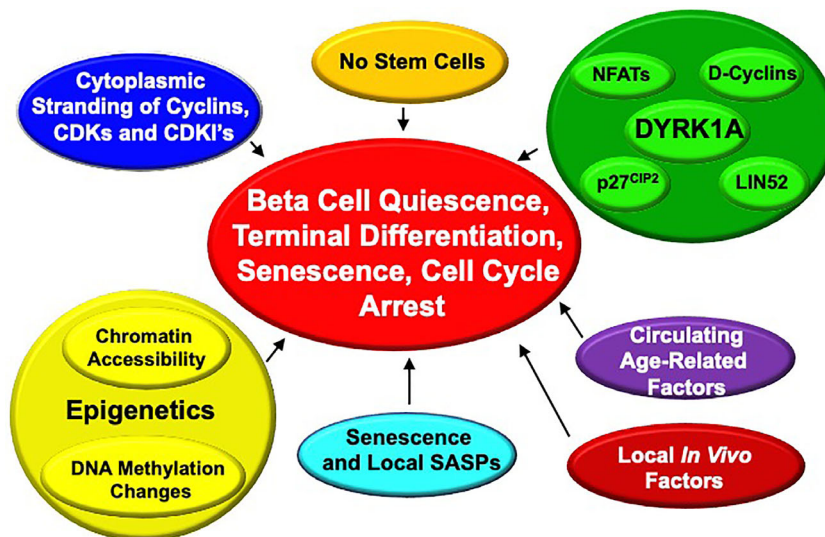 Cytoplasmic
Stranding of Cyclins,
CDKs and CDKI's
No Stem Cells
NFATs
D-Cyclins
DYRK1A
p27CIP2
LIN52
Beta Cell Quiescence,
Terminal Differentiation,
Senescence, Cell Cycle
Arrest
Chromatin
Accessibility
Epigenetics
DNA Methylation
Changes
Senescence
and Local SASPs
Circulating
Age-Related
Factors
Local In Vivo
Factors